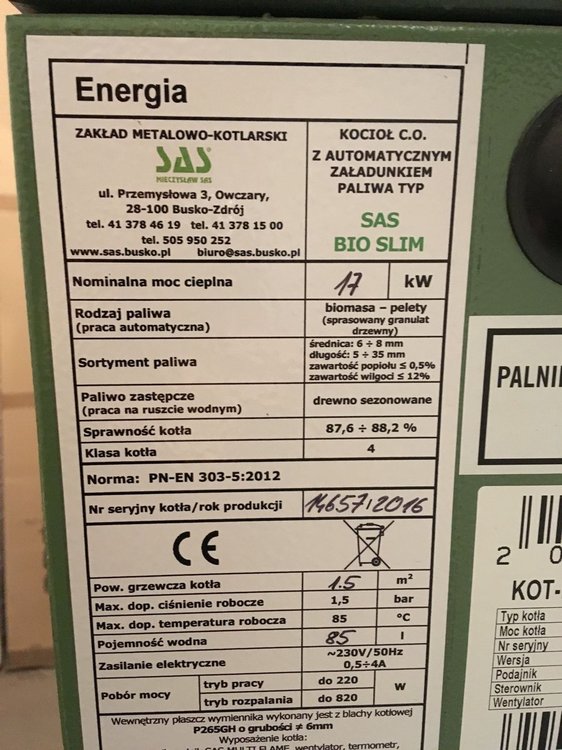 Energia
ZAKŁAD METALOWO-KOTLARSKI
SAS
MIECZYSŁAW SAS
ul. Przemysłowa 3, Owczary,
28-100 Busko-Zdrój
tel. 41 378 46 19 tel. 41 378 15 00
tel. 505 950 252
www.sas.busko.pl biuro@sas.busko.pl
KOCIOŁ C.O.
Z AUTOMATYCZNYM
ZAŁADUNKIEM
PALIWA TYP
SAS
BIO SLIM
Nominalna moc cieplna 17 kW
Rodzaj paliwa
(praca automatyczna)
biomasa – pelety
(sprasowany granulat
drzewny)
Sortyment paliwa
średnica: 6 ÷ 8 mm
długość: 5 ÷ 35 mm
zawartość popiołu ≤ 0,5%
zawartość wilgoci ≤ 12%
Paliwo zastępcze
(praca na ruszcie wodnym)
drewno sezonowane
Sprawność kotła 87,6 ÷ 88,2 %
Klasa kotła 4
Norma: PN-EN 303-5:2012
Nr seryjny kotła/rok produkcji 14657/2016
CE
Pow. grzewcza kotła 1.5 m²
Max. dop. ciśnienie robocze 1,5 bar
Max. dop. temperatura robocza 85 °C
Pojemność wodna 85 l
Zasilanie elektryczne ~230V/50Hz
0,5÷4A
Pobór mocy
tryb pracy do 220
tryb rozpalania do 820
W
Wewnętrzny płaszcz wymiennika wykonany jest z blachy kotłowej
P265GH o grubości ≠ 6mm
Wyposażenie kotła:
SAS MULTI FLAME, wentylator, termometr,
PALNI
2 0
KOT-
Typ kotła
Moc kotła
Nr seryjny
Wersja
Podajnik
Sterownik
Wentylator